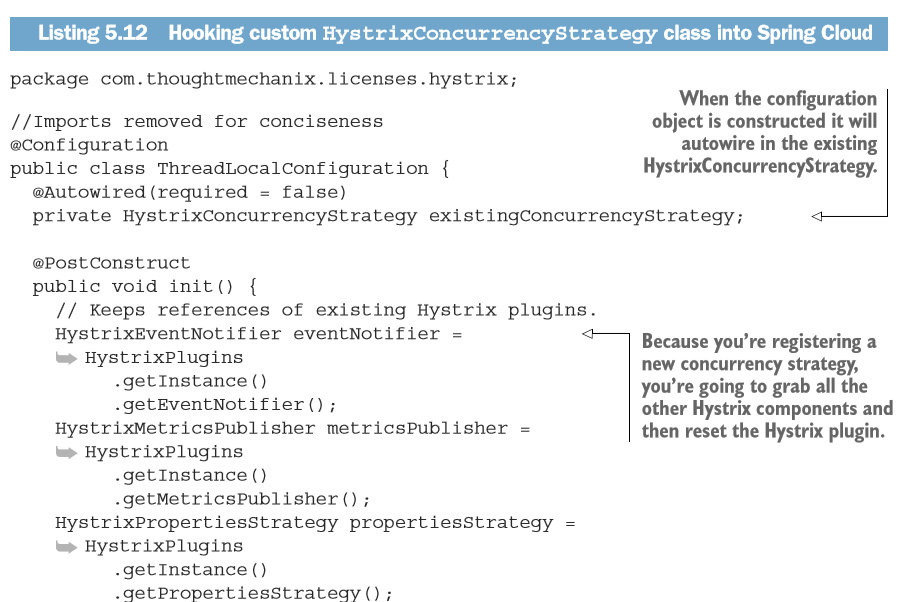 Listing 5.12 Hooking custom HystrixConcurrencyStrategy class into Spring Cloud
package com.thoughtmechanix.licenses.hystrix;
When the configuration
object is constructed it will
autowire in the existing
HystrixConcurrencyStrategy.
//Imports removed for conciseness
@Configuration
public class ThreadLocalConfiguration {
@Autowired(required = false)
private HystrixConcurrencyStrategy existingConcurrencyStrategy;
@PostConstruct
public void init() {
// Keeps references of existing Hystrix plugins.
HystrixEventNotifier eventNotifier =
➥ HystrixPlugins
.getInstance()
.getEventNotifier();
Because you're registering a
new concurrency strategy,
you're going to grab all the
other Hystrix components and
then reset the Hystrix plugin.
HystrixMetricsPublisher metricsPublisher =
➥ HystrixPlugins
.getInstance()
.getMetricsPublisher();
HystrixPropertiesStrategy propertiesStrategy =
➥ HystrixPlugins
.getInstance()
.getPropertiesStrategy();